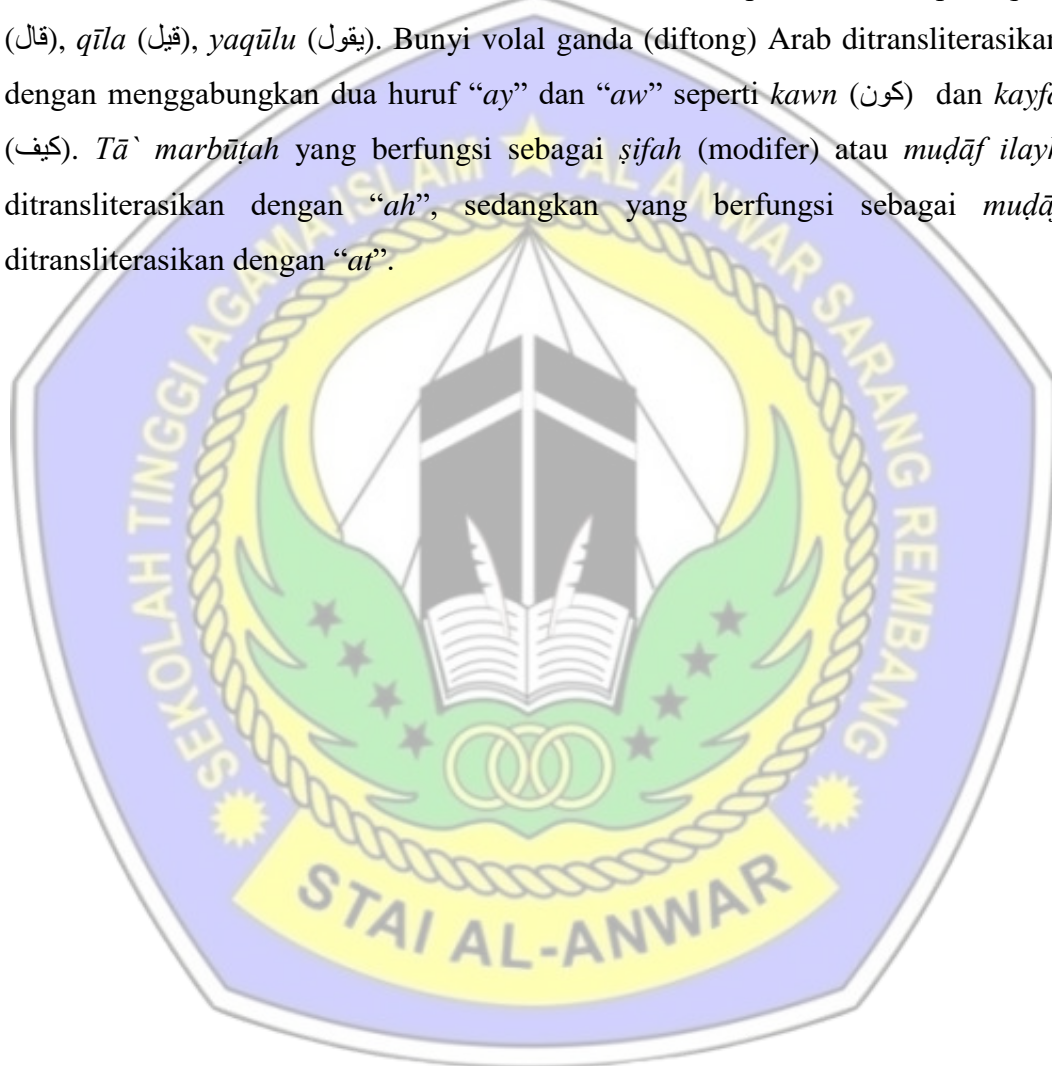 (قال), qīla (قيل), yaqūlu (يقول). Bunyi volal ganda (diftong) Arab ditransliterasikan
dengan menggabungkan dua huruf “ay” dan “aw” seperti kawn (كون) dan kayfa
(كيف). Tā` marbūṭah yang berfungsi sebagai ṣifah (modifer) atau muḍāf ilayh
ditransliterasikan dengan “ah”, sedangkan yang berfungsi sebagai
ditransliterasikan dengan “at”.
SEKOLAH TINGGI AGAMA ISLAM AL ANWAR SARANG REMBANG
STAI AL-ANWAR